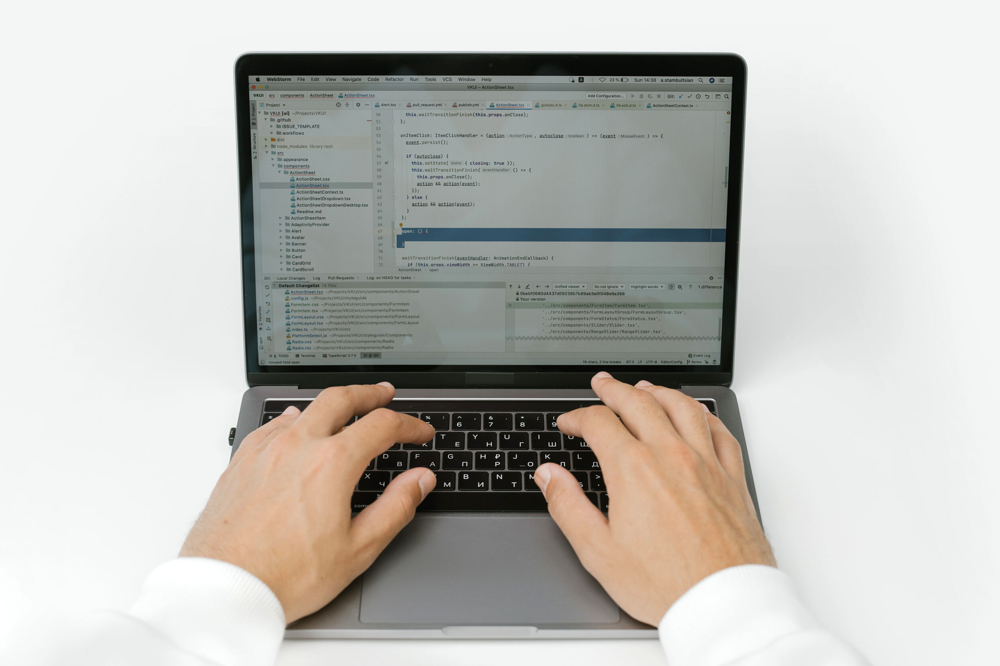 WebStorm File Edit View Navigate Code Refactor Run Tools VCS Window Help A 23 % Sun 14:38 a.stambultsian
VKUI – ActionSheet.tsx
VKUI src components ActionSheet ActionSheet.tsx Add Configuration... Git:
1: Project
Z: Structure
2: Favorites
npm
Project
Alert.tsx pull_request.yml publish.yml ActionSheet.tsx globals.d.ts lib.dom.d.ts lib.es5.d.ts ActionSheetContext.ts
VKUI [ui] ~/Projects/VKUI
.github
ISSUE_TEMPLATE
workflows
dist
node_modules library root
src
appearance
components
ActionSheet
ActionSheet.css
ActionSheet.tsx
ActionSheetContext.ts
ActionSheetDropdown.tsx
ActionSheetDropdownDesktop.tsx
Readme.md
ActionSheetItem
AdaptivityProvider
Alert
Avatar
Banner
Button
Card
CardGrid
CardScroll
50 this.waitTransitionFinish(this.props.onClose);
51 };
52
53 onItemClick: ItemClickHandler = (action : ActionType , autoclose : boolean ) => (event : MouseEvent ) => {
54 event.persist();
55
56 if (autoclose) {
57 this.setState( state: { closing: true });
58 this.waitTransitionFinish( eventHandler: () => {
59 this.props.onClose();
60 action && action(event);
61 });
62 } else {
63 action && action(event);
64 }
65 };
66
67 open: () {
68
69 }
70
71 waitTransitionFinish(eventHandler: AnimationEndCallback) {
72 if (this.props.viewWidth >= ViewWidth.TABLET) {
ActionSheet › open
Git: Local Changes Log Pull Requests Log: on HEAD for tasks
Default Changelist 14 files
ActionSheet.tsx ~/Projects/VKUI/src/components/ActionSheet
config.js ~/Projects/VKUI/styleguide
FormItem.css ~/Projects/VKUI/src/components/FormItem
FormItem.tsx ~/Projects/VKUI/src/components/FormItem
FormLayout.css ~/Projects/VKUI/src/components/FormLayout
FormLayout.tsx ~/Projects/VKUI/src/components/FormLayout
index.ts ~/Projects/VKUI/src
PlatformSelect.js ~/Projects/VKUI/styleguide/Components
Radio.css ~/Projects/VKUI/src/components/Radio
Radio.tsx ~/Projects/VKUI/src/components/Radio
Unified viewer Do not ignore Highlight words ? 1 difference
0bebf0680d4437d09238b7b89ab3e0f048e9a388
Your version
'../src/components/FormItem/FormItem.tsx',
'../src/components/FormLayoutGroup/FormLayoutGroup.tsx',
'../src/components/FormStatus/FormStatus.tsx',
'../src/components/Slider/Slider.tsx',
'../src/components/RangeSlider/RangeSlider.tsx',
6: TODO Terminal TypeScript 3.7.5 9: Git Event Log
Unused field open 19 chars, 2 line breaks 67:3 LF UTF-8 EditorConfig forms
± % : ^ , & . * ; (
6 7 8 9
T Y U I
К Е Н Г Ш Щ
D F G H ₽ J K L
В А П Р О Л Д
X B N M >
Ч М И Т Б .
⌘